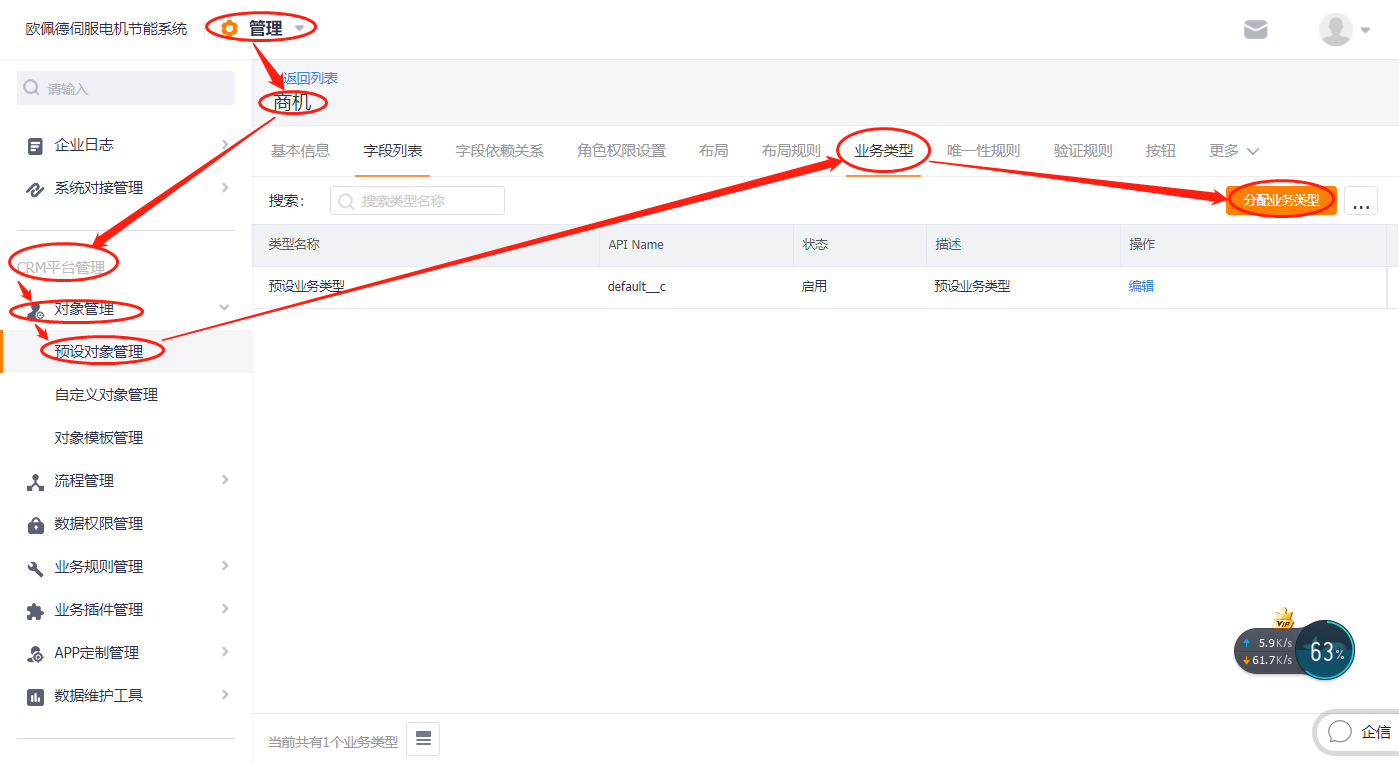 欧佩德伺服电机节能系统
管理
请输入
企业日志
系统对接管理
CRM平台管理
对象管理
预设对象管理
自定义对象管理
对象模板管理
流程管理
数据权限管理
业务规则管理
业务插件管理
APP定制管理
数据维护工具
返回列表
商机
基本信息 字段列表 字段依赖关系 角色权限设置 布局 布局规则 业务类型 唯一性规则 验证规则 按钮 更多
搜索： 搜索类型名称 分配业务类型 ...
类型名称 API Name 状态 描述 操作
预设业务类型 default__c 启用 预设业务类型 编辑
VIP
5.9K/s
61.7K/s
63%
当前共有1个业务类型
企信